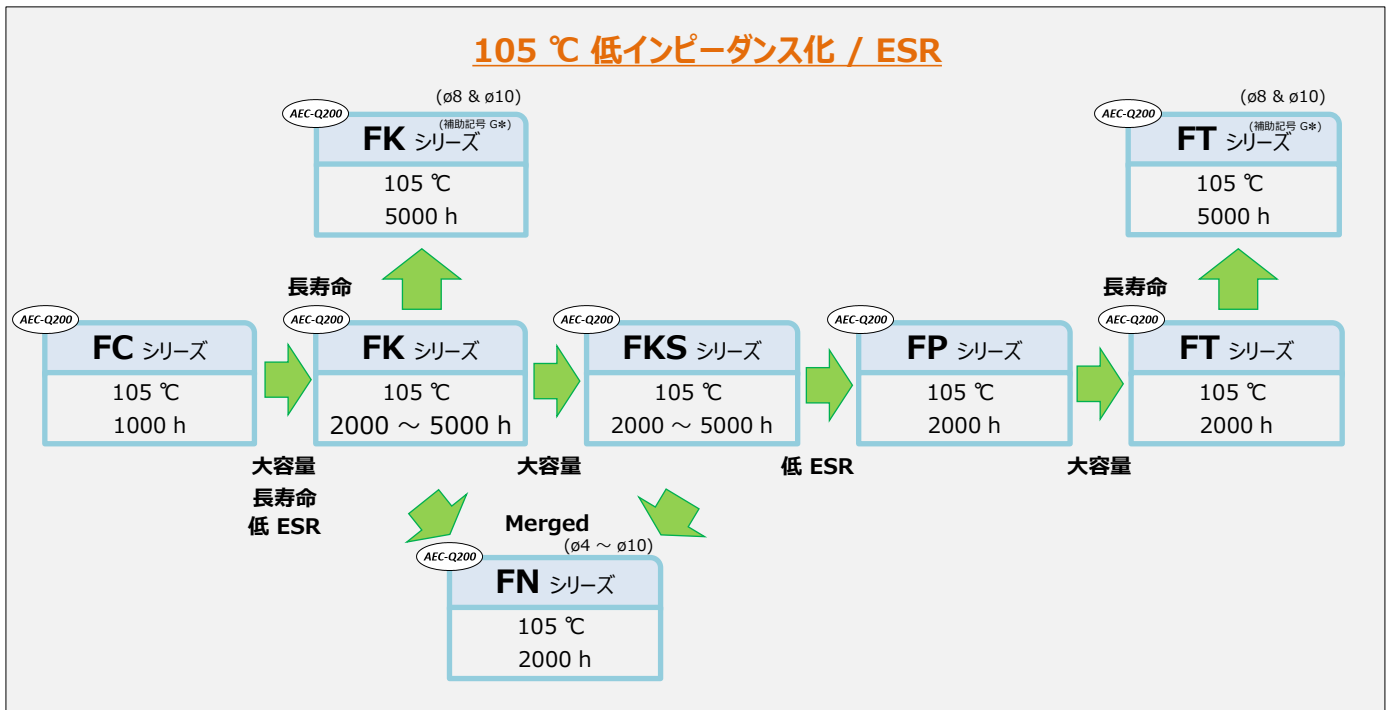 105 ℃ 低インピーダンス化 / ESR
(ø8 & ø10)
AEC-Q200
(補助記号 G*)
FK シリーズ
105 ℃
5000 h
(ø8 & ø10)
AEC-Q200
(補助記号 G*)
FT シリーズ
105 ℃
5000 h
長寿命
長寿命
AEC-Q200
FC シリーズ
105 ℃
1000 h
AEC-Q200
FK シリーズ
105 ℃
2000 ～ 5000 h
AEC-Q200
FKS シリーズ
105 ℃
2000 ～ 5000 h
AEC-Q200
FP シリーズ
105 ℃
2000 h
AEC-Q200
FT シリーズ
105 ℃
2000 h
大容量
長寿命
低 ESR
大容量
低 ESR
大容量
Merged
(ø4 ～ ø10)
AEC-Q200
FN シリーズ
105 ℃
2000 h